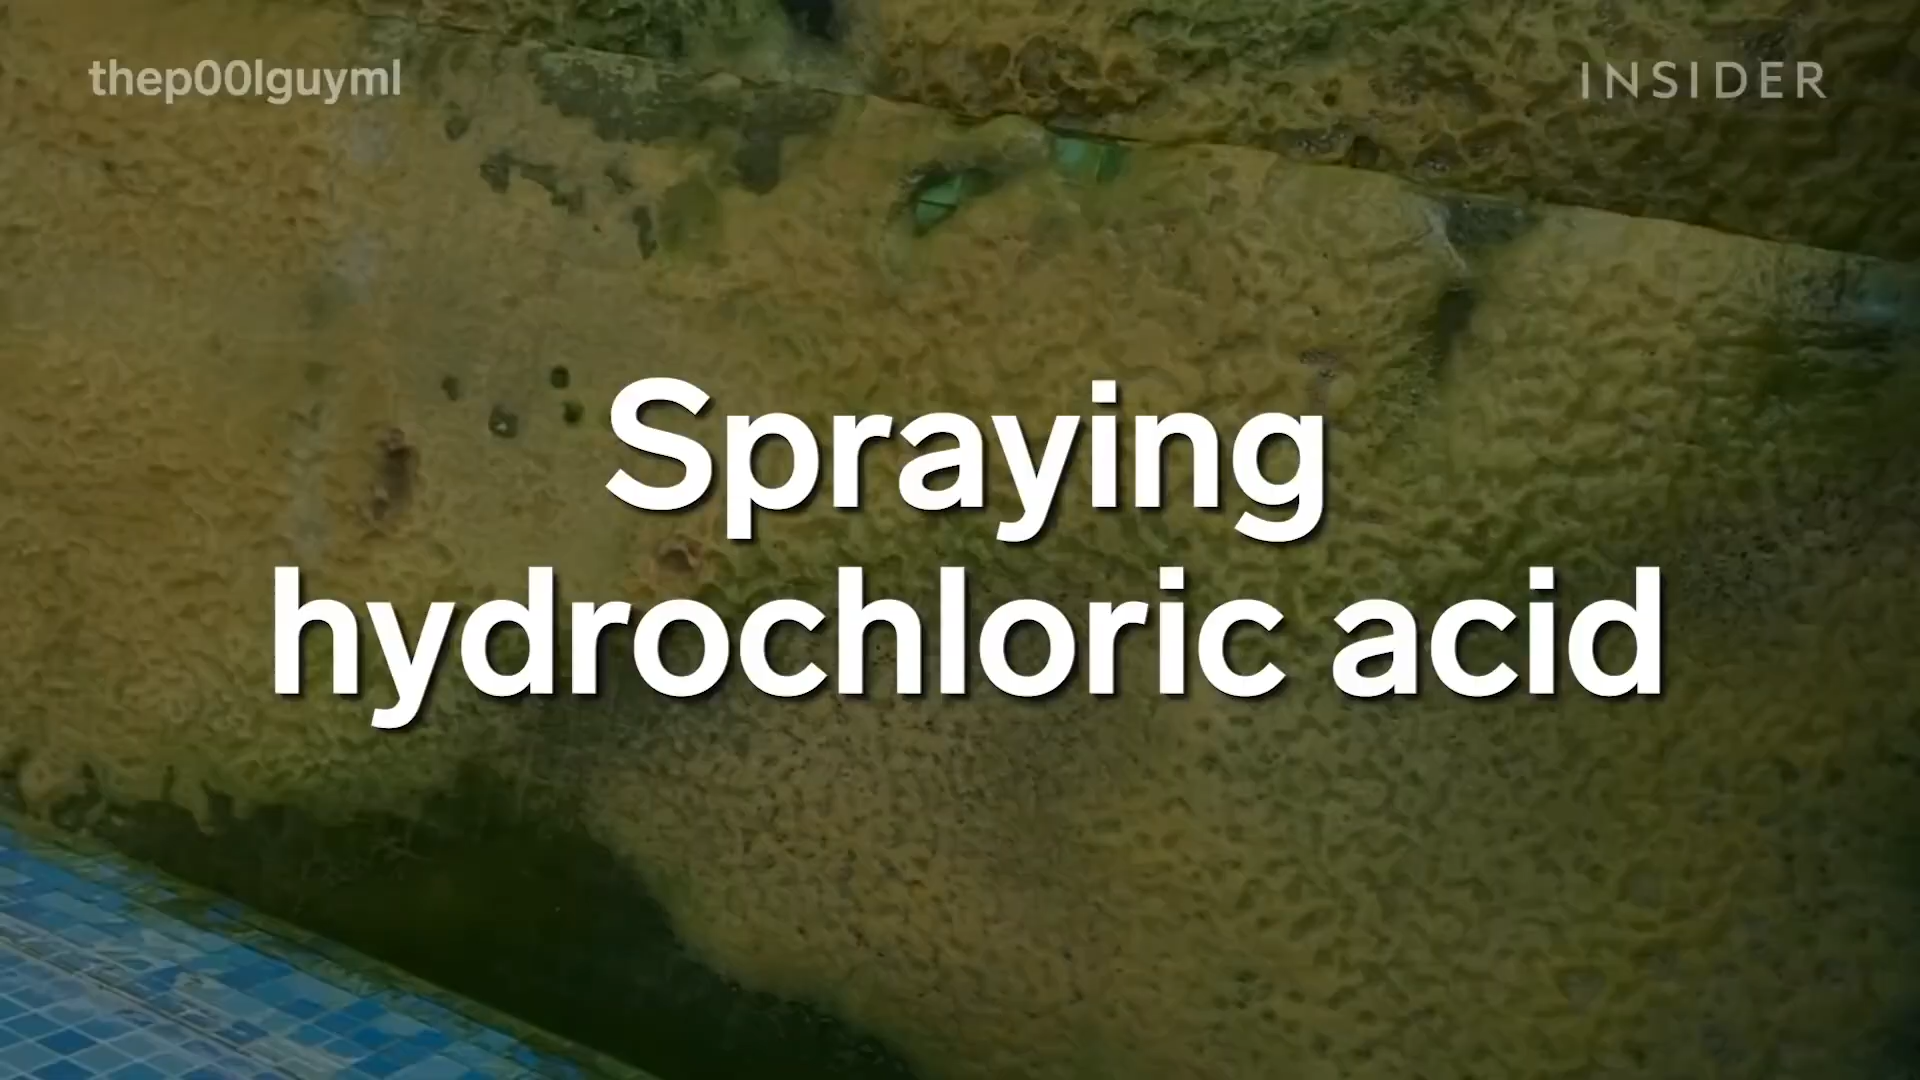 thep00lguyml
INSIDER
Spraying
hydrochloric acid